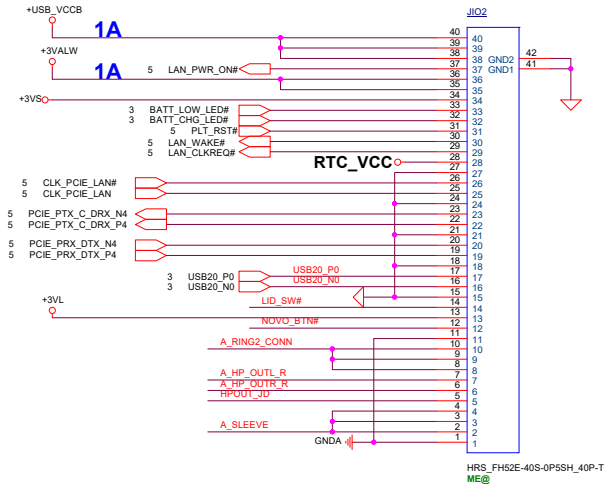 +USB_VCCB
1A
+3VALW
1A
5 LAN_PWR_ON#
+3VS
3 BATT_LOW_LED#
3 BATT_CHG_LED#
5 PLT_RST#
5 LAN_WAKE#
5 LAN_CLKREQ#
RTC_VCC
5 CLK_PCIE_LAN#
5 CLK_PCIE_LAN
5 PCIE_PTX_C_DRX_N4
5 PCIE_PTX_C_DRX_P4
5 PCIE_PRX_DTX_N4
5 PCIE_PRX_DTX_P4
3 USB20_P0 USB20_P0
3 USB20_N0 USB20_N0
+3VL
LID_SW#
NOVO_BTN#
A_RING2_CONN
A_HP_OUTL_R
A_HP_OUTR_R
HPOUT_JD
A_SLEEVE
GNDA
JIO2
40 40
39 39
38 38 GND2 42
37 37 GND1 41
36 36
35 35
34 34
33 33
32 32
31 31
30 30
29 29
28 28
27 27
26 26
25 25
24 24
23 23
22 22
21 21
20 20
19 19
18 18
17 17
16 16
15 15
14 14
13 13
12 12
11 11
10 10
9 9
8 8
7 7
6 6
5 5
4 4
3 3
2 2
1 1
HRS_FH52E-40S-0P5SH_40P-T
ME@